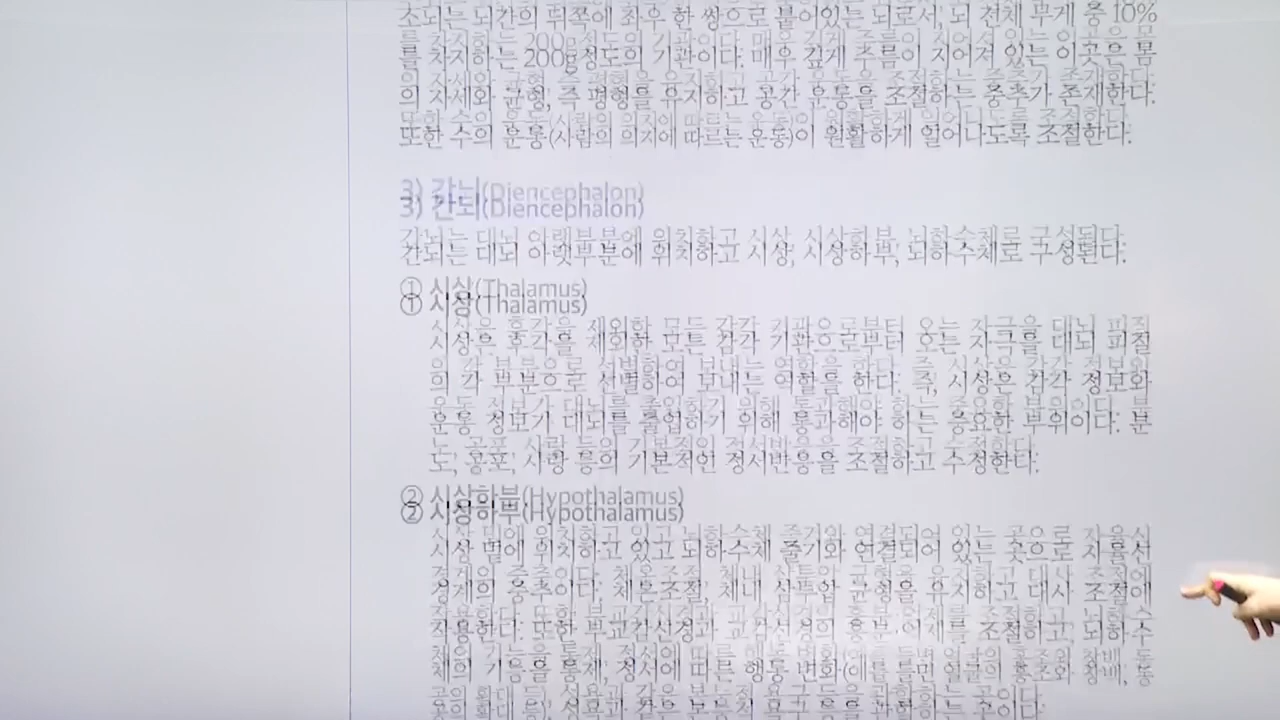 소뇌는 뇌간의 뒤쪽에 좌우 한 쌍으로 붙어있는 뇌로서, 뇌 전체 무게 중 10%
를 차지하는 200g정도의 기관이다. 매우 깊게 주름이 지어져 있는 이곳은 몸
의 자세와 균형, 즉 평형을 유지하고 공간 운동을 조절하는 중추가 존재한다.
또한 수의 운동(사람의 의지에 따르는 운동)이 원활하게 일어나도록 조절한다.
3) 간뇌(Diencephalon)
간뇌는 대뇌 아랫부분에 위치하고 시상, 시상하부, 뇌하수체로 구성된다.
① 시상(Thalamus)
시상은 후각을 제외한 모든 감각 기관으로부터 오는 자극을 대뇌 피질
의 각 부분으로 선별하여 보내는 역할을 한다. 즉, 시상은 감각 정보와
운동 정보가 대뇌를 출입하기 위해 통과해야 하는 중요한 부위이다. 분
노, 공포, 사랑 등의 기본적인 정서반응을 조절하고 수정한다.
② 시상하부(Hypothalamus)
시상 밑에 위치하고 있고 뇌하수체 줄기와 연결되어 있는 곳으로 자율신
경계의 중추이다. 체온조절, 체내 삼투압 균형을 유지하고 대사 조절에
작용한다. 또한 부교감신경과 교감신경의 흥분 억제를 조절하고, 뇌하수
체의 기능을 통제, 정서에 따른 행동 변화(이를 들면 얼굴의 홍조와 창백, 동
공의 확대 등), 성욕과 같은 본능적 욕구 등을 관할하는 곳이다.